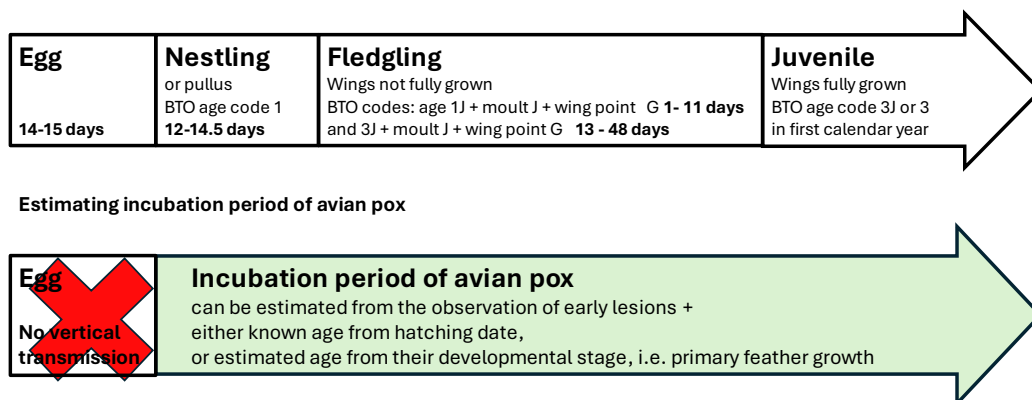 Egg
14-15 days
Nestling
or pullus
BTO age code 1
12-14.5 days
Fledgling
Wings not fully grown
BTO codes: age 1J + moult J + wing point G 1- 11 days
and 3J + moult J + wing point G 13 - 48 days
Juvenile
Wings fully grown
BTO age code 3J or 3
in first calendar year
Estimating incubation period of avian pox
Egg
No vertical
transmission
Incubation period of avian pox
can be estimated from the observation of early lesions +
either known age from hatching date,
or estimated age from their developmental stage, i.e. primary feather growth